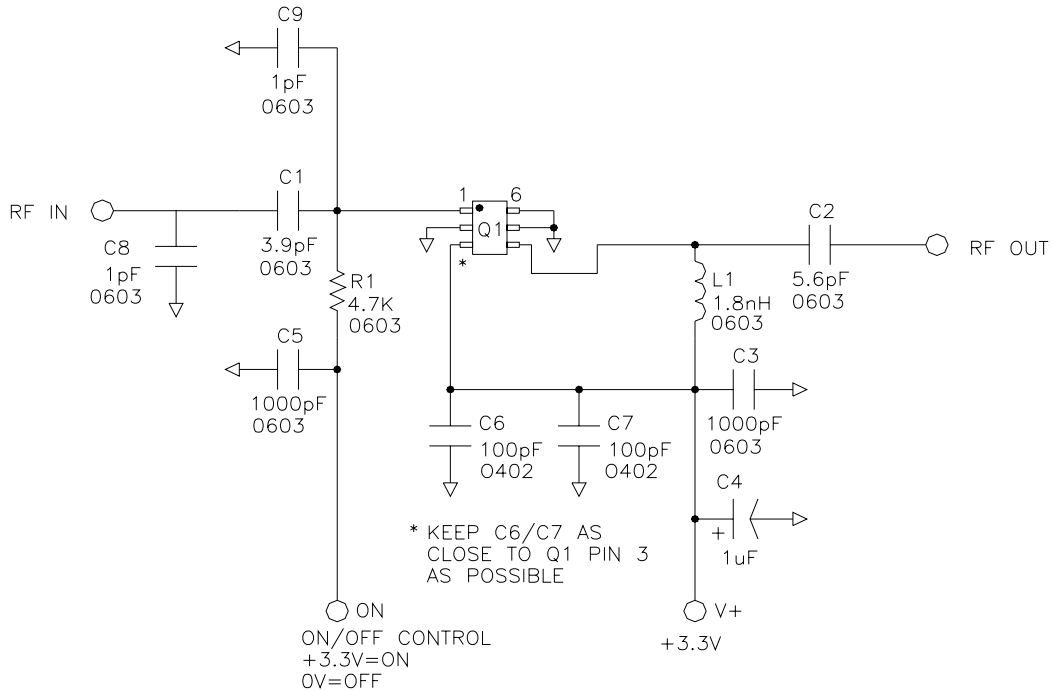 C9
1pF
0603
RF IN
C1
3.9pF
0603
C8
1pF
0603
1
6
Q1
*
C2
5.6pF
0603
RF OUT
R1
4.7K
0603
L1
1.8nH
0603
C5
1000pF
0603
C3
1000pF
0603
C6
100pF
0402
C7
100pF
0402
C4
+
1uF
* KEEP C6/C7 AS
CLOSE TO Q1 PIN 3
AS POSSIBLE
ON
ON/OFF CONTROL
+3.3V=ON
0V=OFF
V+
+3.3V